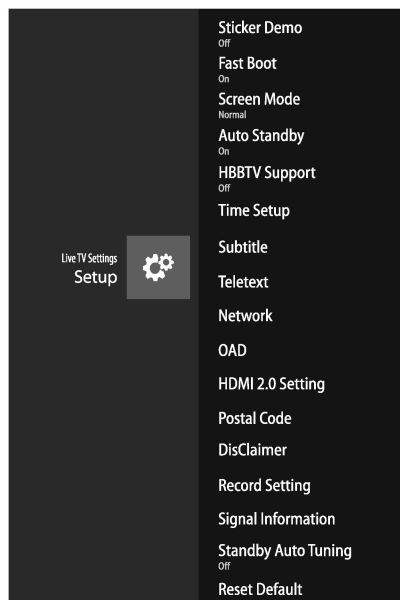 Sticker Demo
Off
Fast Boot
On
Screen Mode
Normal
Auto Standby
On
HBBTV Support
Off
Time Setup
Live TV Settings
Setup
Subtitle
Teletext
Network
OAD
HDMI 2.0 Setting
Postal Code
DisClaimer
Record Setting
Signal Information
Standby Auto Tuning
Off
Reset Default